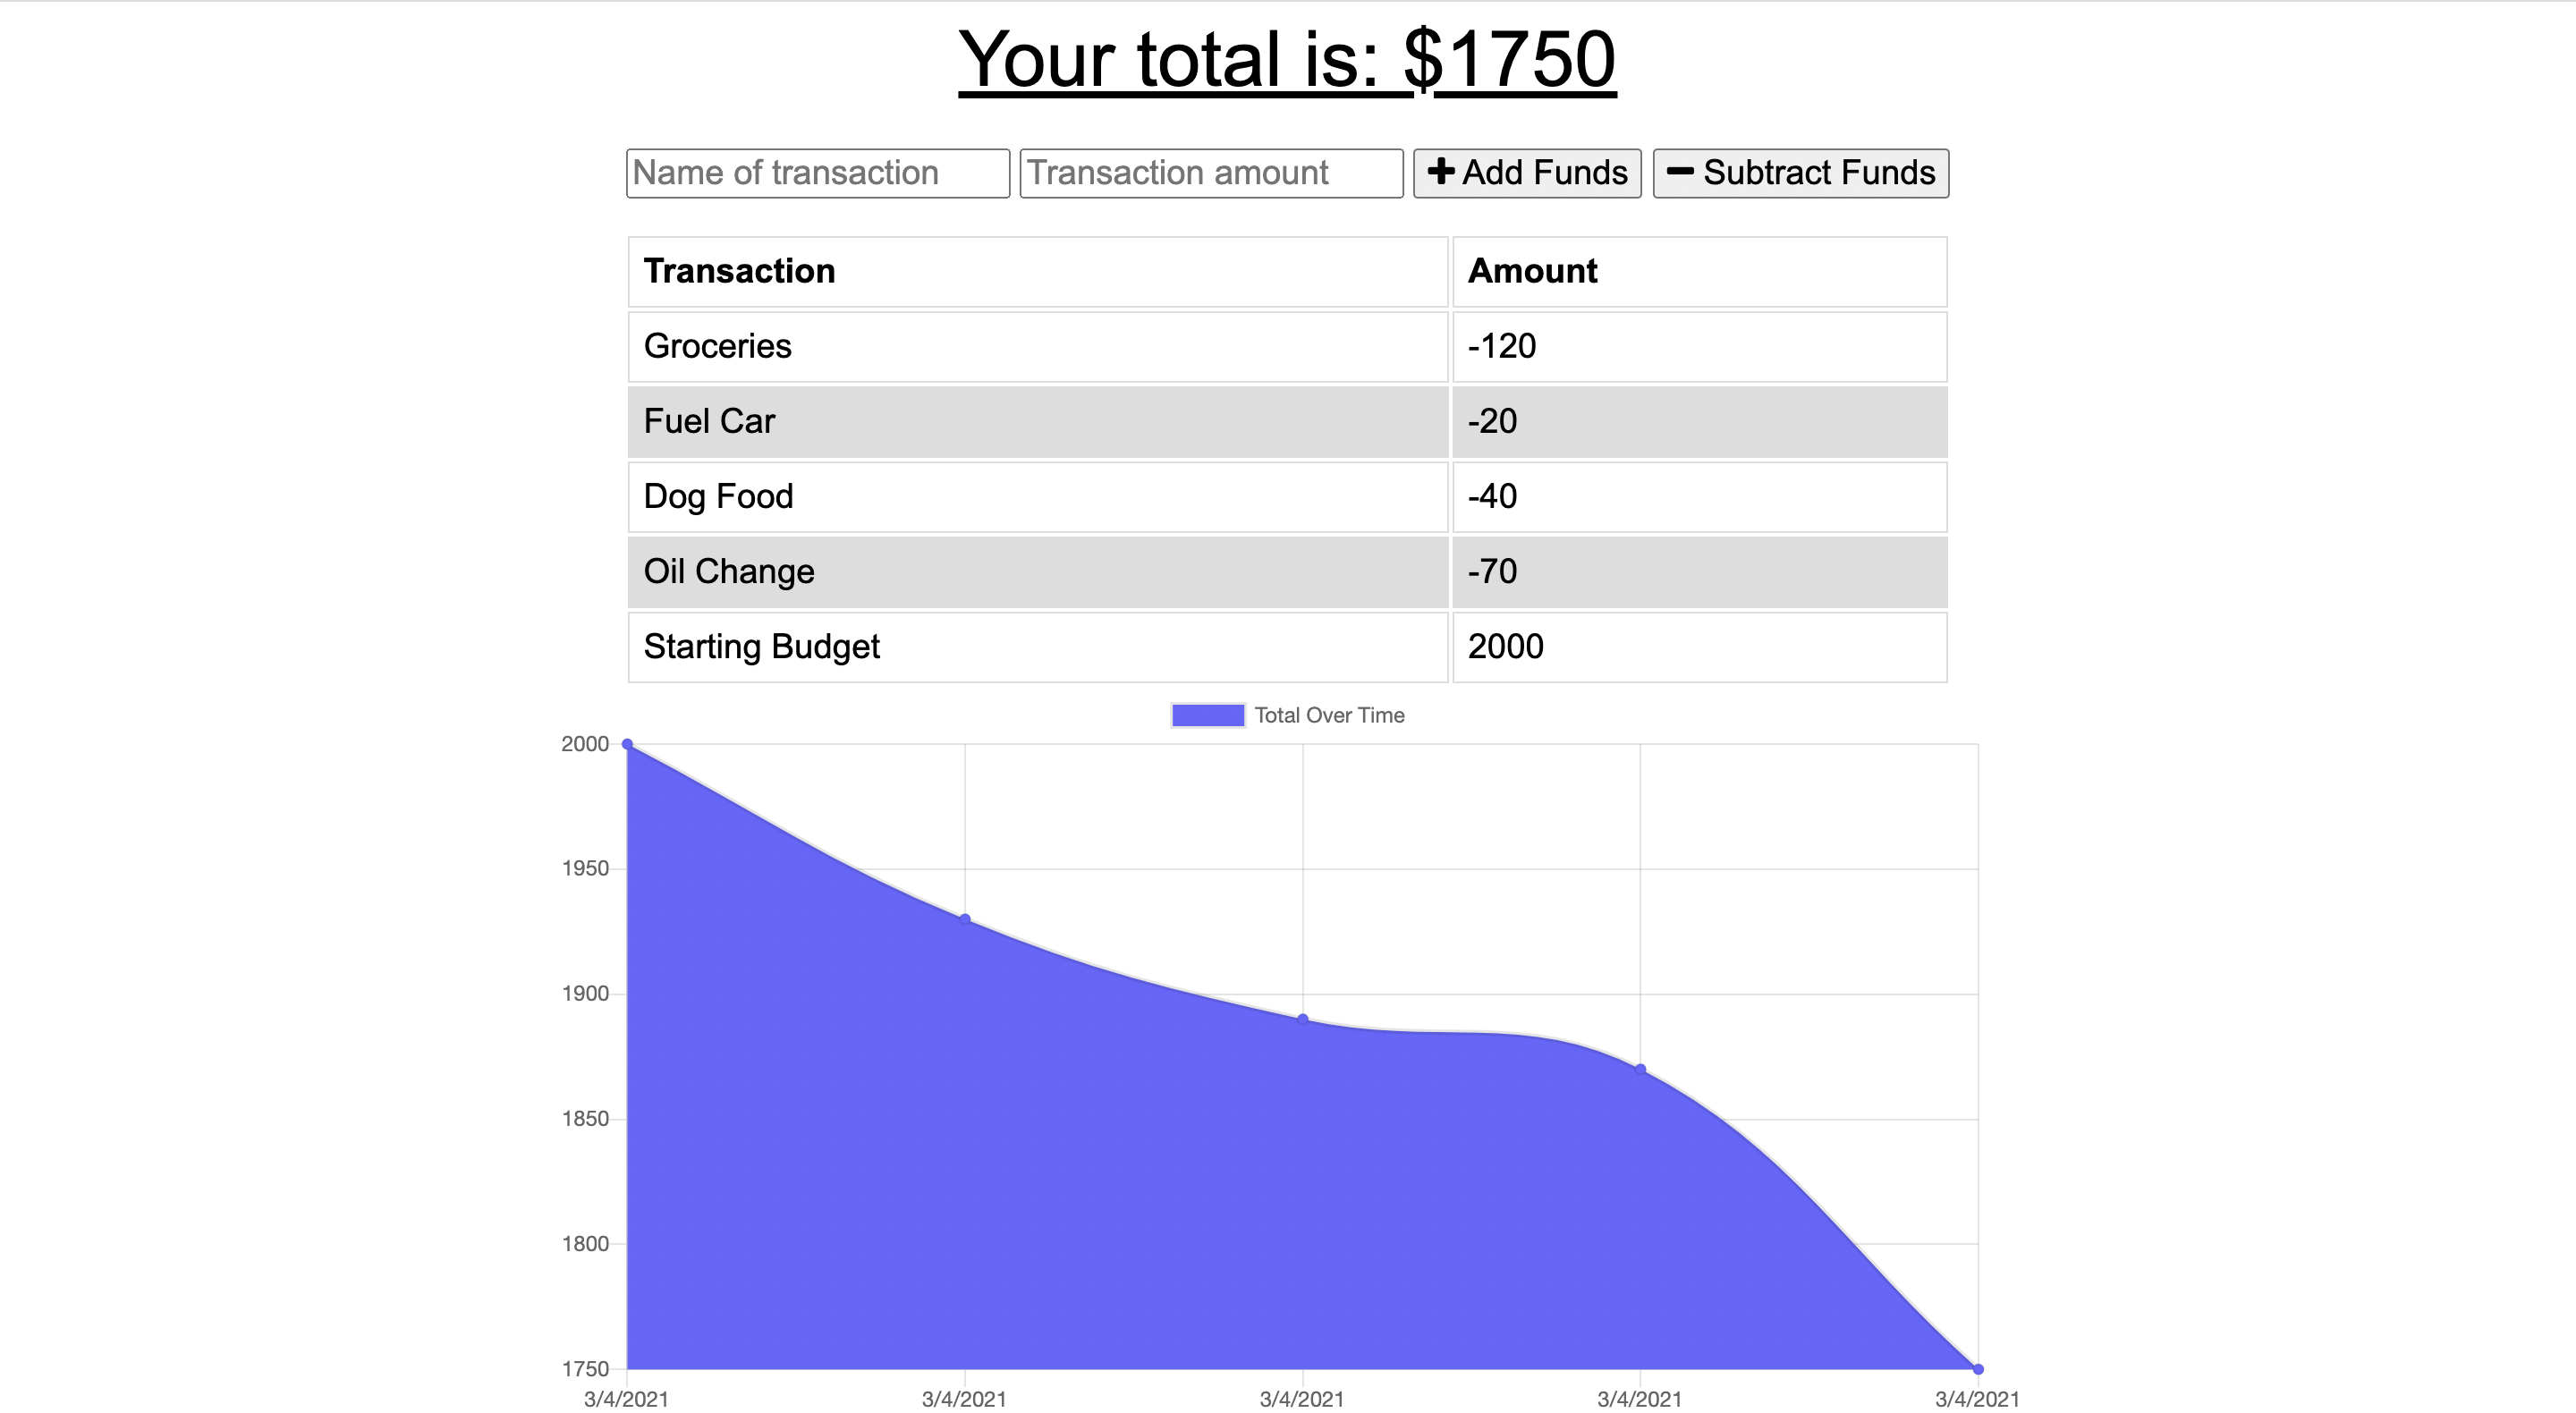 Your total is: $1750
Name of transaction Transaction amount Add Funds Subtract Funds
Transaction Amount
Groceries -120
Fuel Car -20
Dog Food -40
Oil Change -70
Starting Budget 2000
Total Over Time
2000
1950
1900
1850
1800
1750
3/4/2021 3/4/2021 3/4/2021 3/4/2021 3/4/2021